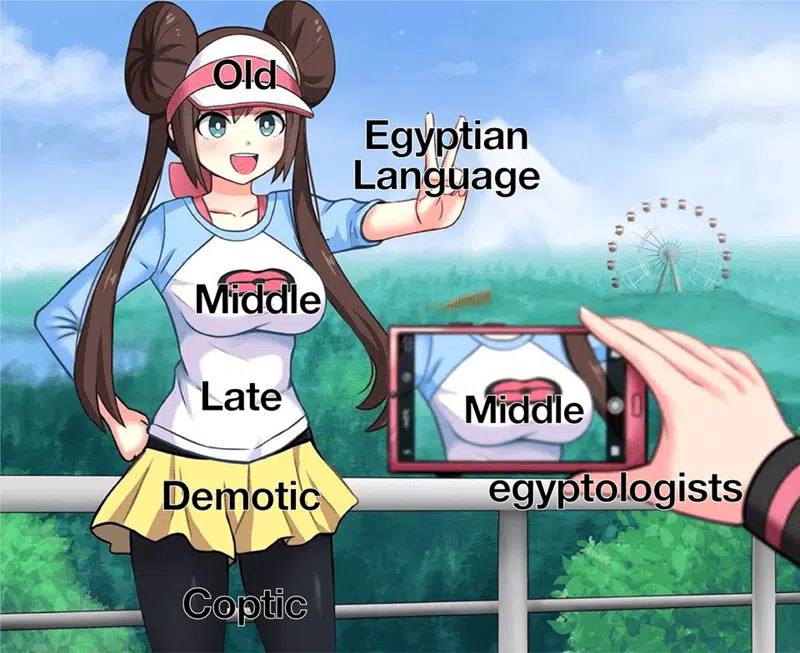 Old
Egyptian
Language
Middle
Late
Middle
Demotic
egyptologists
Coptic